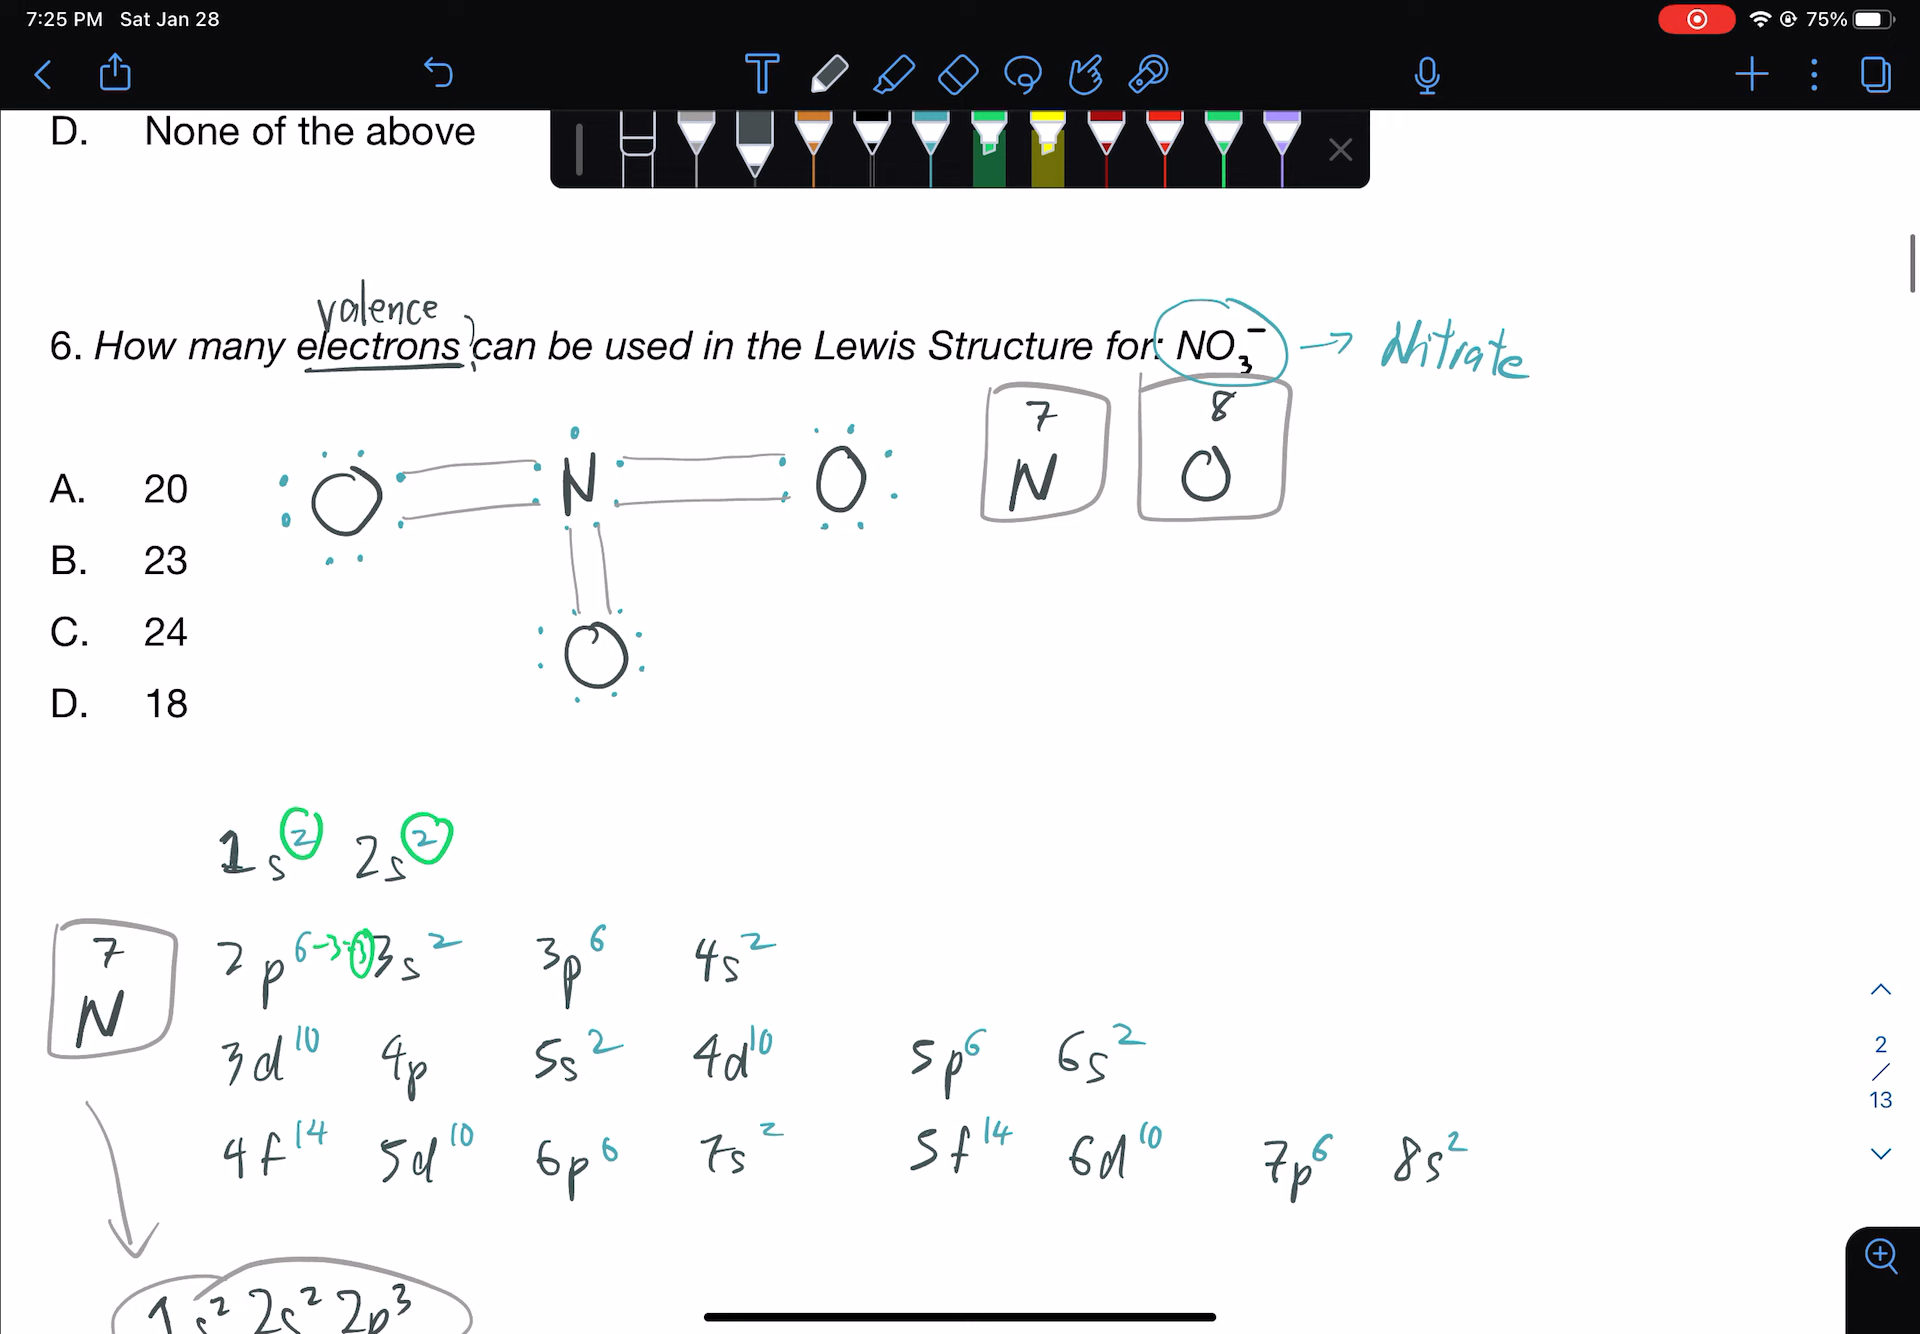 7:25 PM Sat Jan 28
75%
D. None of the above
valence
6. How many electrons can be used in the Lewis Structure for: NO₃⁻ → Nitrate
7 8
N O
O N O
O
A. 20
B. 23
C. 24
D. 18
1s² 2s²
7
N
2p⁶⁻³⁼³ 3s² 3p⁶ 4s²
3d¹⁰ 4p 5s² 4d¹⁰ 5p⁶ 6s²
4f¹⁴ 5d¹⁰ 6p⁶ 7s² 5f¹⁴ 6d¹⁰ 7p⁶ 8s²
1s² 2s² 2p³
2
/
13